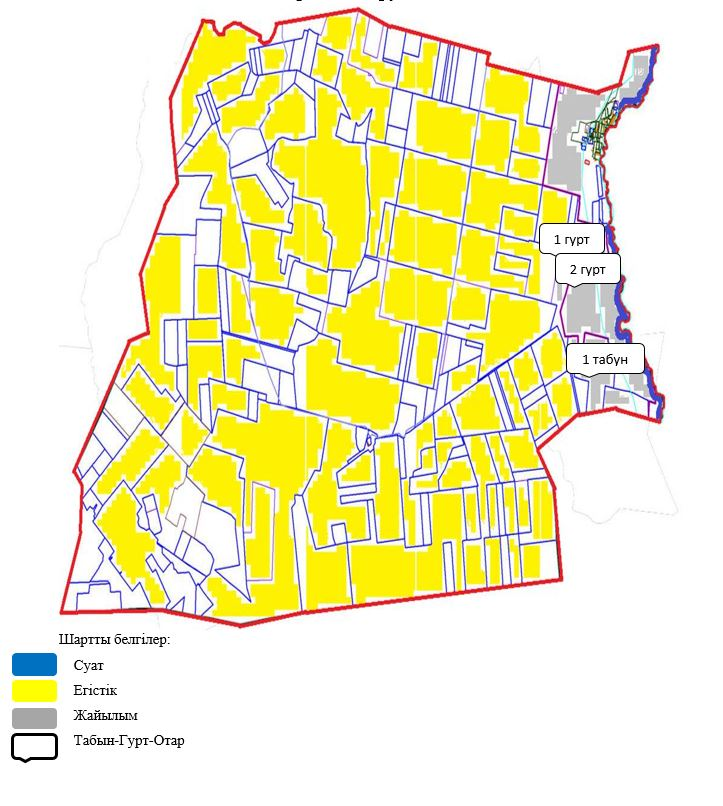 1 гурт
2 гурт
1 табун
Шартты белгілер:
Суат
Егістік
Жайылым
Табын-Гурт-Отар